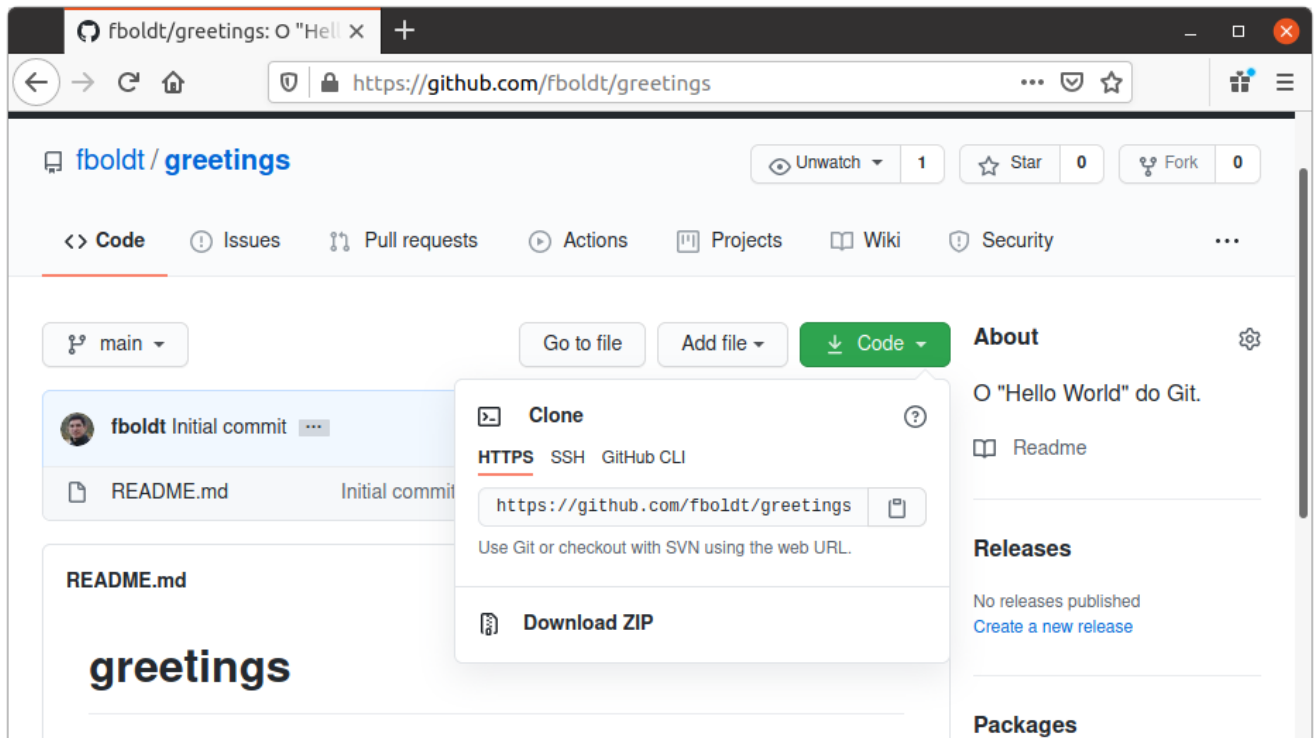 fboldt/greetings: O "Hell
https://github.com/fboldt/greetings
fboldt / greetings
Unwatch 1 Star 0 Fork 0
Code Issues Pull requests Actions Projects Wiki Security
main Go to file Add file Code
fboldt Initial commit
README.md Initial commit
Clone
HTTPS SSH GitHub CLI
https://github.com/fboldt/greetings
Use Git or checkout with SVN using the web URL.
Download ZIP
README.md
greetings
About
O "Hello World" do Git.
Readme
Releases
No releases published
Create a new release
Packages